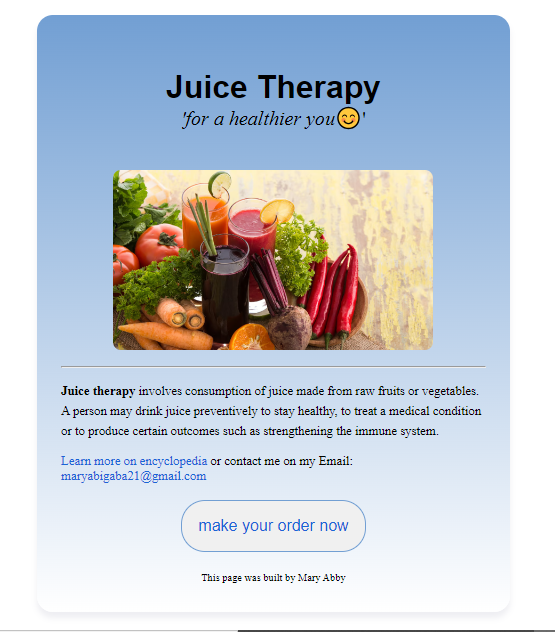 Juice Therapy
'for a healthier you😊'
Juice therapy involves consumption of juice made from raw fruits or vegetables.
A person may drink juice preventively to stay healthy, to treat a medical condition
or to produce certain outcomes such as strengthening the immune system.
Learn more on encyclopedia or contact me on my Email:
maryabigaba21@gmail.com
make your order now
This page was built by Mary Abby